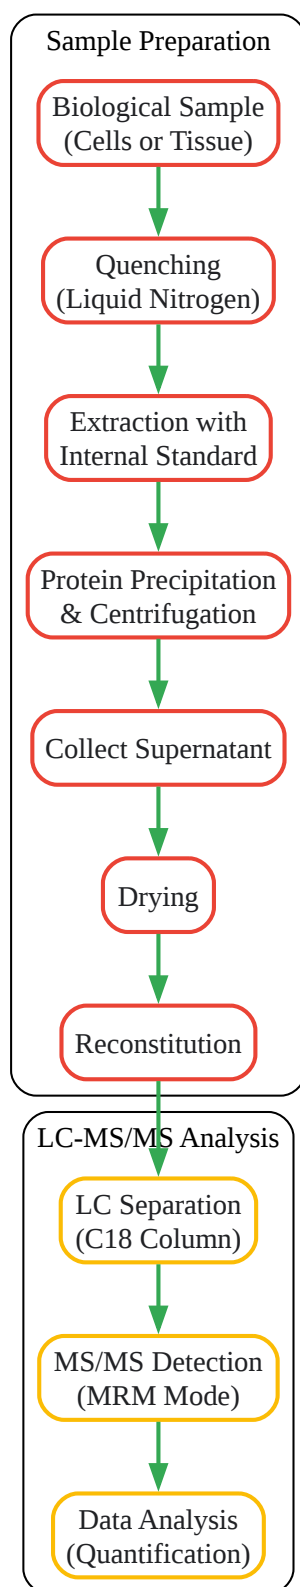 Sample Preparation
Biological Sample
(Cells or Tissue)
Quenching
(Liquid Nitrogen)
Extraction with
Internal Standard
Protein Precipitation
& Centrifugation
Collect Supernatant
Drying
Reconstitution
LC-MS/MS Analysis
LC Separation
(C18 Column)
MS/MS Detection
(MRM Mode)
Data Analysis
(Quantification)